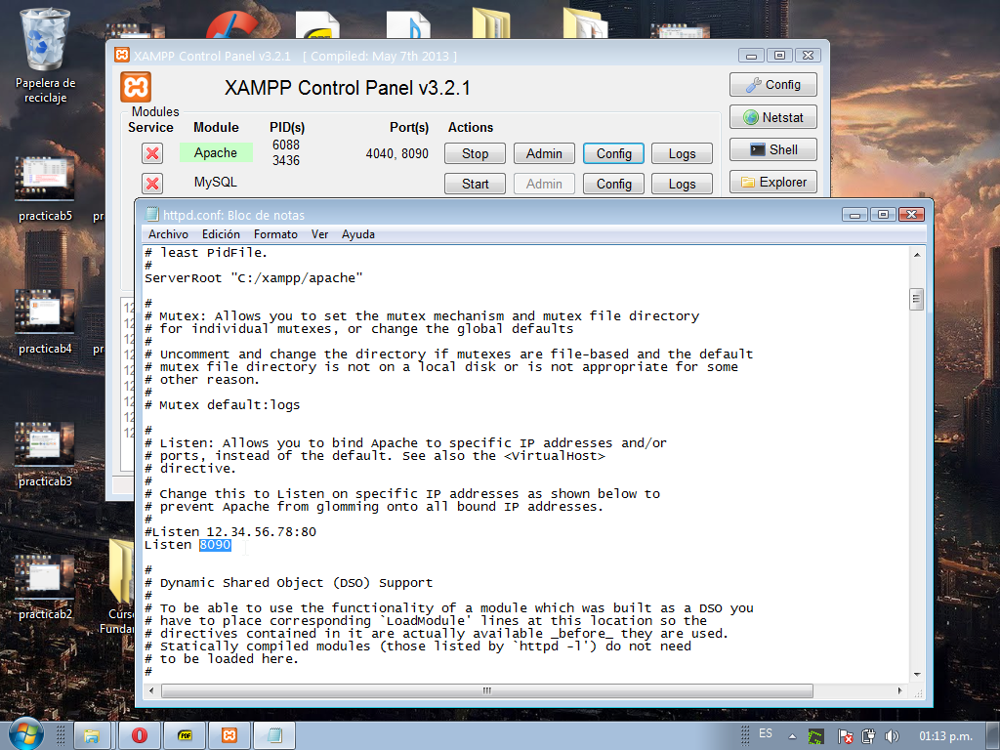 Papelera de
reciclaje
practicab5
practicab4
practicab3
practicab2
pr
pr
Curso
Fundan
XAMPP Control Panel v3.2.1 [ Compiled: May 7th 2013 ]
XAMPP Control Panel v3.2.1
Modules
Service Module PID(s) Port(s) Actions
Apache 6088
3436 4040, 8090 Stop Admin Config Logs
MySQL Start Admin Config Logs
Config
Netstat
Shell
Explorer
12
12
12
12
12
12
12
12
12
httpd.conf: Bloc de notas
Archivo Edición Formato Ver Ayuda
# least PidFile.
#
ServerRoot "C:/xampp/apache"
#
# Mutex: Allows you to set the mutex mechanism and mutex file directory
# for individual mutexes, or change the global defaults
#
# Uncomment and change the directory if mutexes are file-based and the default
# mutex file directory is not on a local disk or is not appropriate for some
# other reason.
#
# Mutex default:logs
#
# Listen: Allows you to bind Apache to specific IP addresses and/or
# ports, instead of the default. See also the <VirtualHost>
# directive.
#
# Change this to Listen on specific IP addresses as shown below to
# prevent Apache from glomming onto all bound IP addresses.
#
#Listen 12.34.56.78:80
Listen 8090
#
# Dynamic Shared Object (DSO) Support
#
# To be able to use the functionality of a module which was built as a DSO you
# have to place corresponding `LoadModule' lines at this location so the
# directives contained in it are actually available _before_ they are used.
# Statically compiled modules (those listed by `httpd -l') do not need
# to be loaded here.
#
PDF
ES
01:13 p.m.